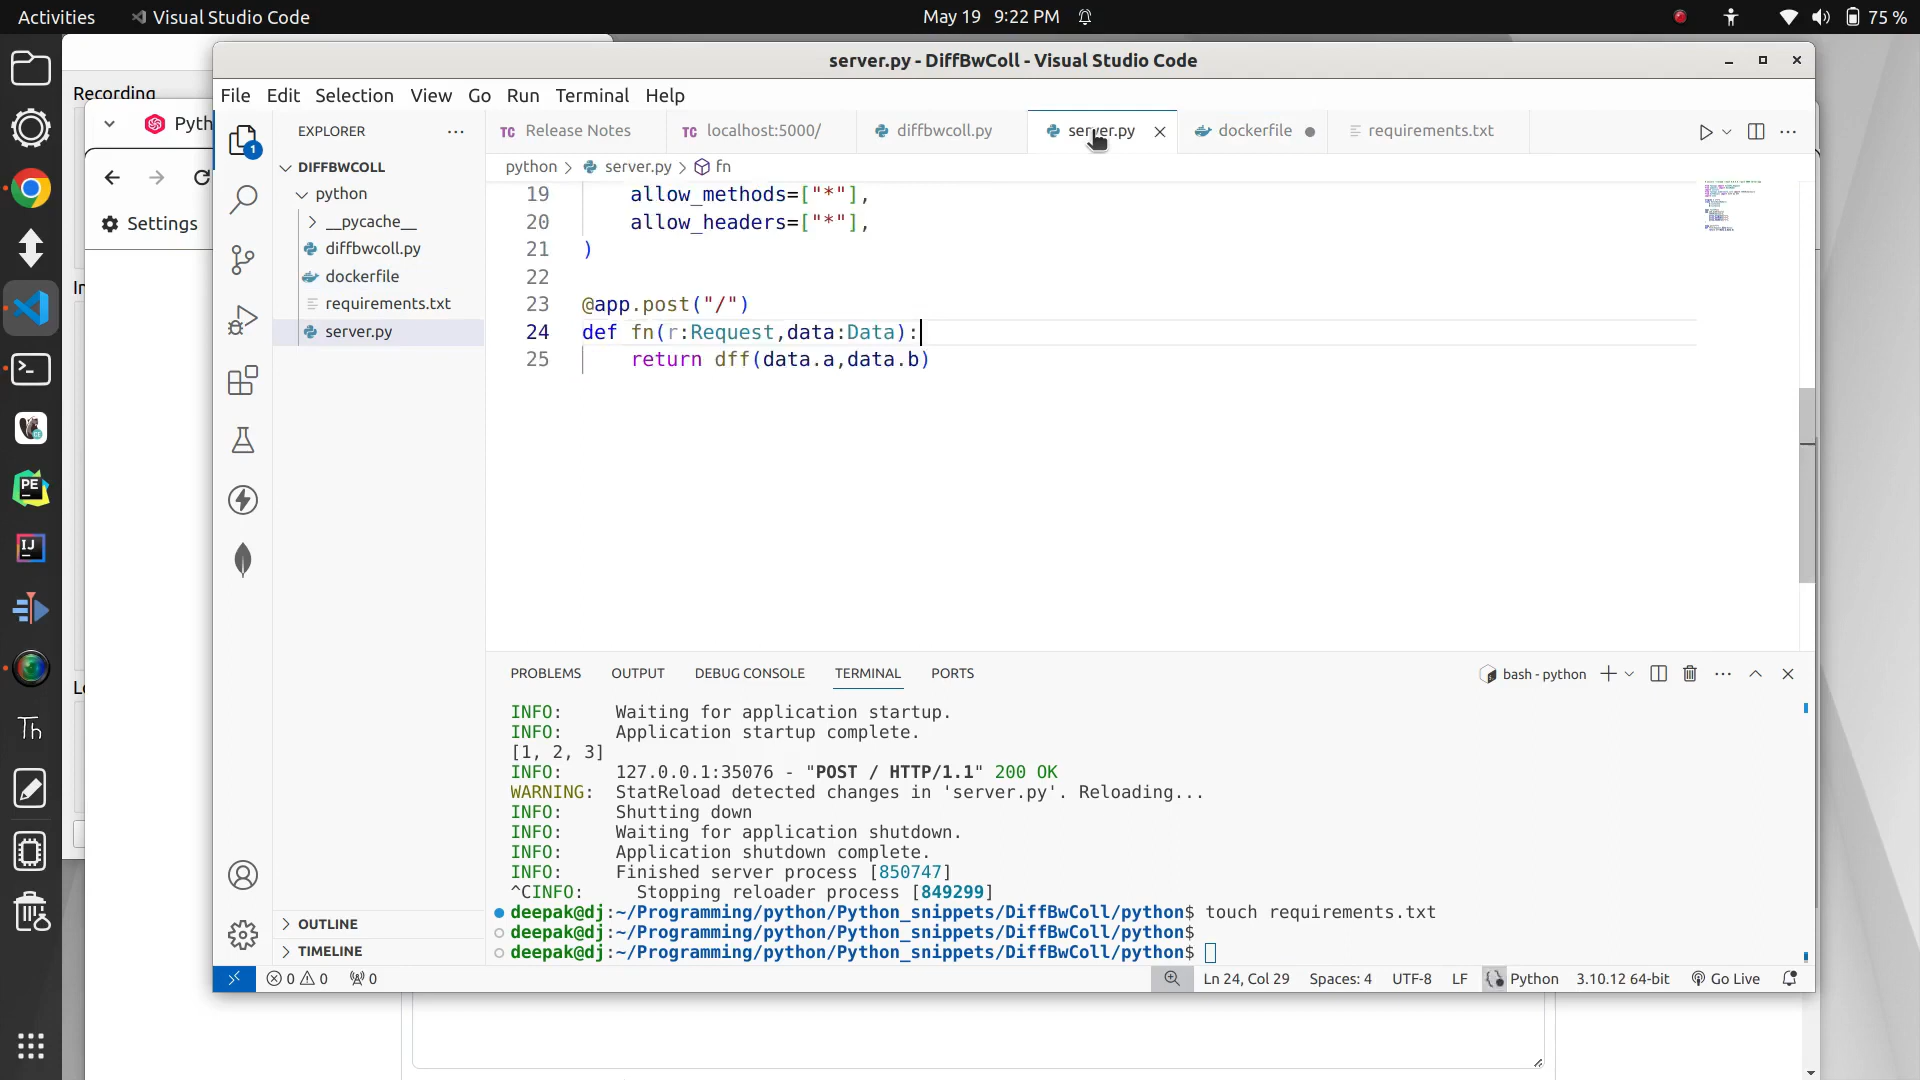 Activities
Visual Studio Code
May 19 9:22 PM
75 %
Recording
Pyth
Settings
server.py - DiffBwColl - Visual Studio Code
File Edit Selection View Go Run Terminal Help
EXPLORER
Release Notes
localhost:5000/
diffbwcoll.py
server.py
dockerfile
requirements.txt
python > server.py > fn
1
DIFFBWCOLL
python
__pycache__
diffbwcoll.py
dockerfile
requirements.txt
server.py
OUTLINE
TIMELINE
19 allow_methods=["*"],
20 allow_headers=["*"],
21 )
22
23 @app.post("/")
24 def fn(r:Request,data:Data):
25 return dff(data.a,data.b)
PROBLEMS OUTPUT DEBUG CONSOLE TERMINAL PORTS
bash - python
INFO: Waiting for application startup.
INFO: Application startup complete.
[1, 2, 3]
INFO: 127.0.0.1:35076 - "POST / HTTP/1.1" 200 OK
WARNING: StatReload detected changes in 'server.py'. Reloading...
INFO: Shutting down
INFO: Waiting for application shutdown.
INFO: Application shutdown complete.
INFO: Finished server process [850747]
^CINFO: Stopping reloader process [849299]
deepak@dj:~/Programming/python/Python_snippets/DiffBwColl/python$ touch requirements.txt
deepak@dj:~/Programming/python/Python_snippets/DiffBwColl/python$
deepak@dj:~/Programming/python/Python_snippets/DiffBwColl/python$
0 0 0
Ln 24, Col 29 Spaces: 4 UTF-8 LF Python 3.10.12 64-bit Go Live